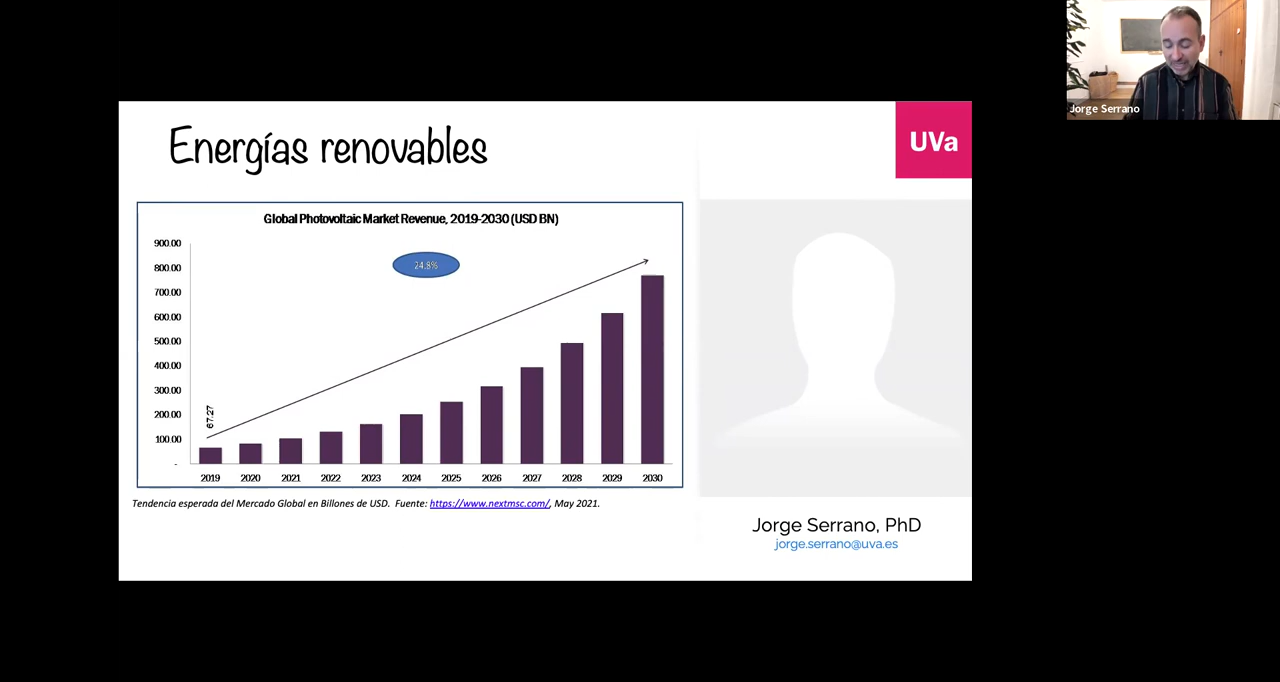 Jorge Serrano
Energías renovables
UVa
Global Photovoltaic Market Revenue, 2019-2030 (USD BN)
900.00
24.8%
800.00
700.00
600.00
500.00
400.00
300.00
67.27
200.00
100.00
-
2019 2020 2021 2022 2023 2024 2025 2026 2027 2028 2029 2030
Tendencia esperada del Mercado Global en Billones de USD. Fuente: https://www.nextmsc.com/, May 2021.
Jorge Serrano, PhD
jorge.serrano@uva.es